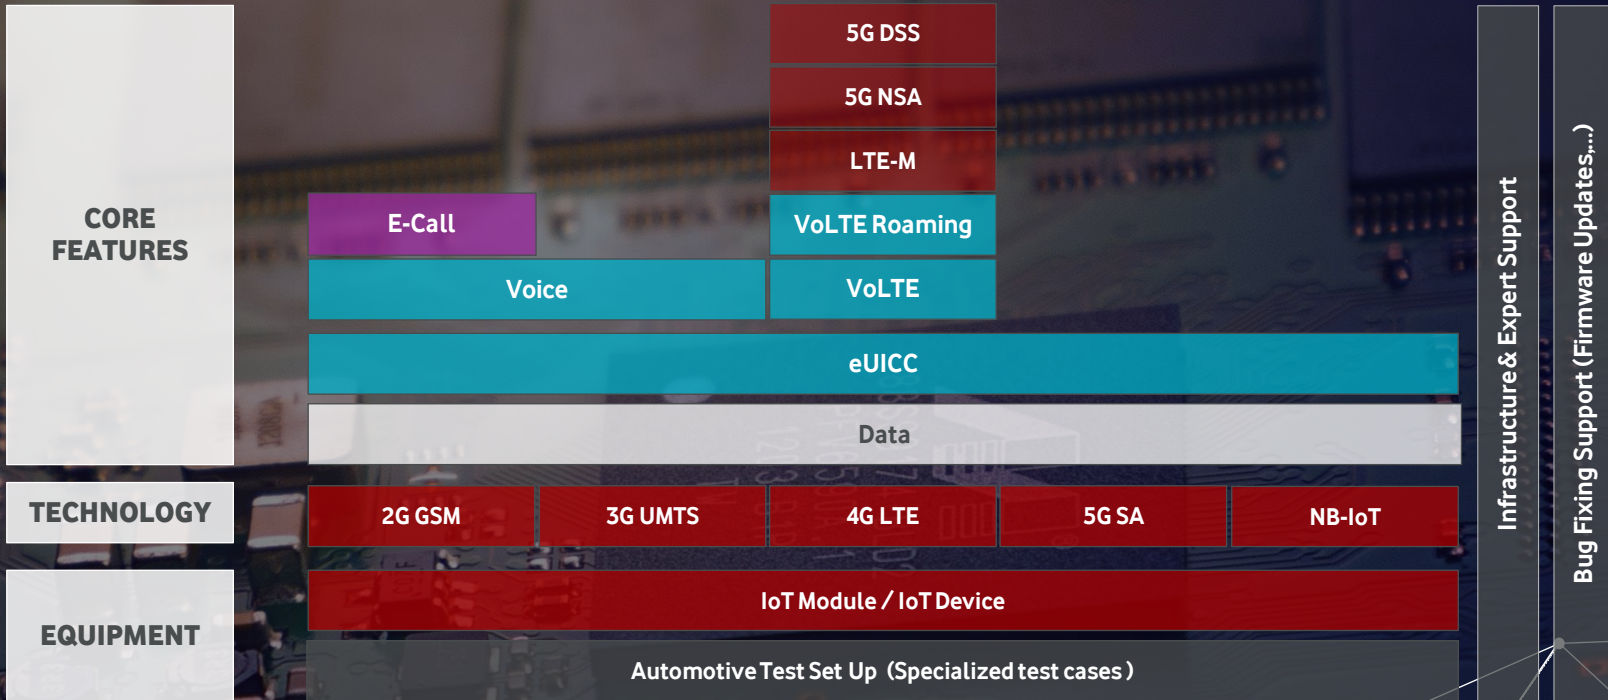 5G DSS
5G NSA
LTE-M
CORE
FEATURES
E-Call
VoLTE Roaming
Voice
VoLTE
eUICC
Data
TECHNOLOGY
2G GSM
3G UMTS
4G LTE
5G SA
NB-IoT
EQUIPMENT
IoT Module / IoT Device
Automotive Test Set Up (Specialized test cases )
Infrastructure & Expert Support
Bug Fixing Support (Firmware Updates,...)